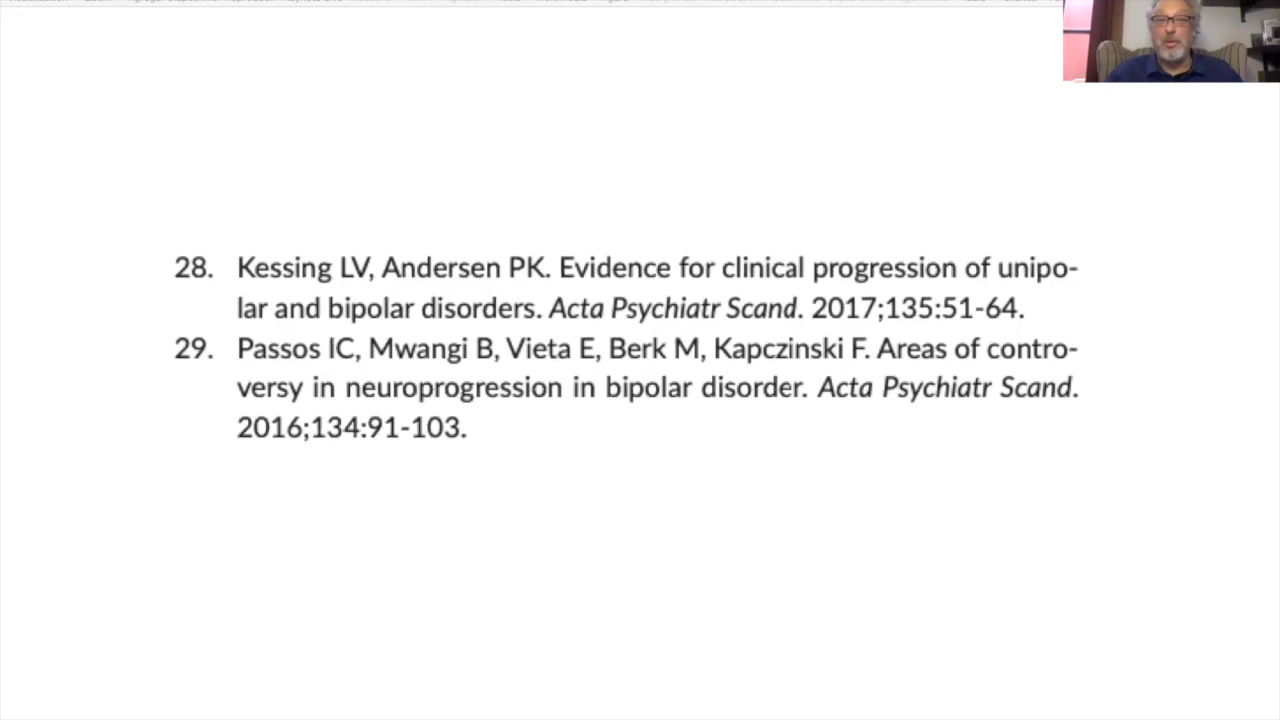 28. Kessing LV, Andersen PK. Evidence for clinical progression of unipo-
lar and bipolar disorders. Acta Psychiatr Scand. 2017;135:51-64.
29. Passos IC, Mwangi B, Vieta E, Berk M, Kapczinski F. Areas of contro-
versy in neuroprogression in bipolar disorder. Acta Psychiatr Scand.
2016;134:91-103.